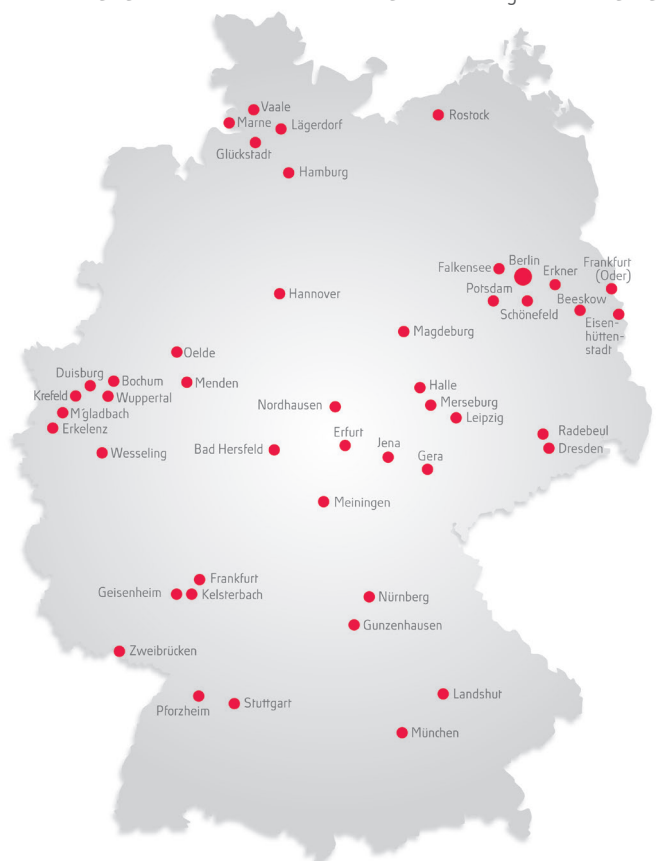 Vaale
Marne
Lägerdorf
Rostock
Glückstadt
Hamburg
Falkensee
Berlin
Erkner
Frankfurt
(Oder)
Hannover
Potsdam
Schönefeld
Beeskow
Eisen-
hütten-
stadt
Magdeburg
Oelde
Duisburg
Bochum
Menden
Krefeld
Wuppertal
M´gladbach
Erkelenz
Wesseling
Halle
Merseburg
Leipzig
Nordhausen
Bad Hersfeld
Erfurt
Jena
Gera
Radebeul
Dresden
Meiningen
Frankfurt
Geisenheim
Kelsterbach
Nürnberg
Gunzenhausen
Zweibrücken
Pforzheim
Stuttgart
Landshut
München